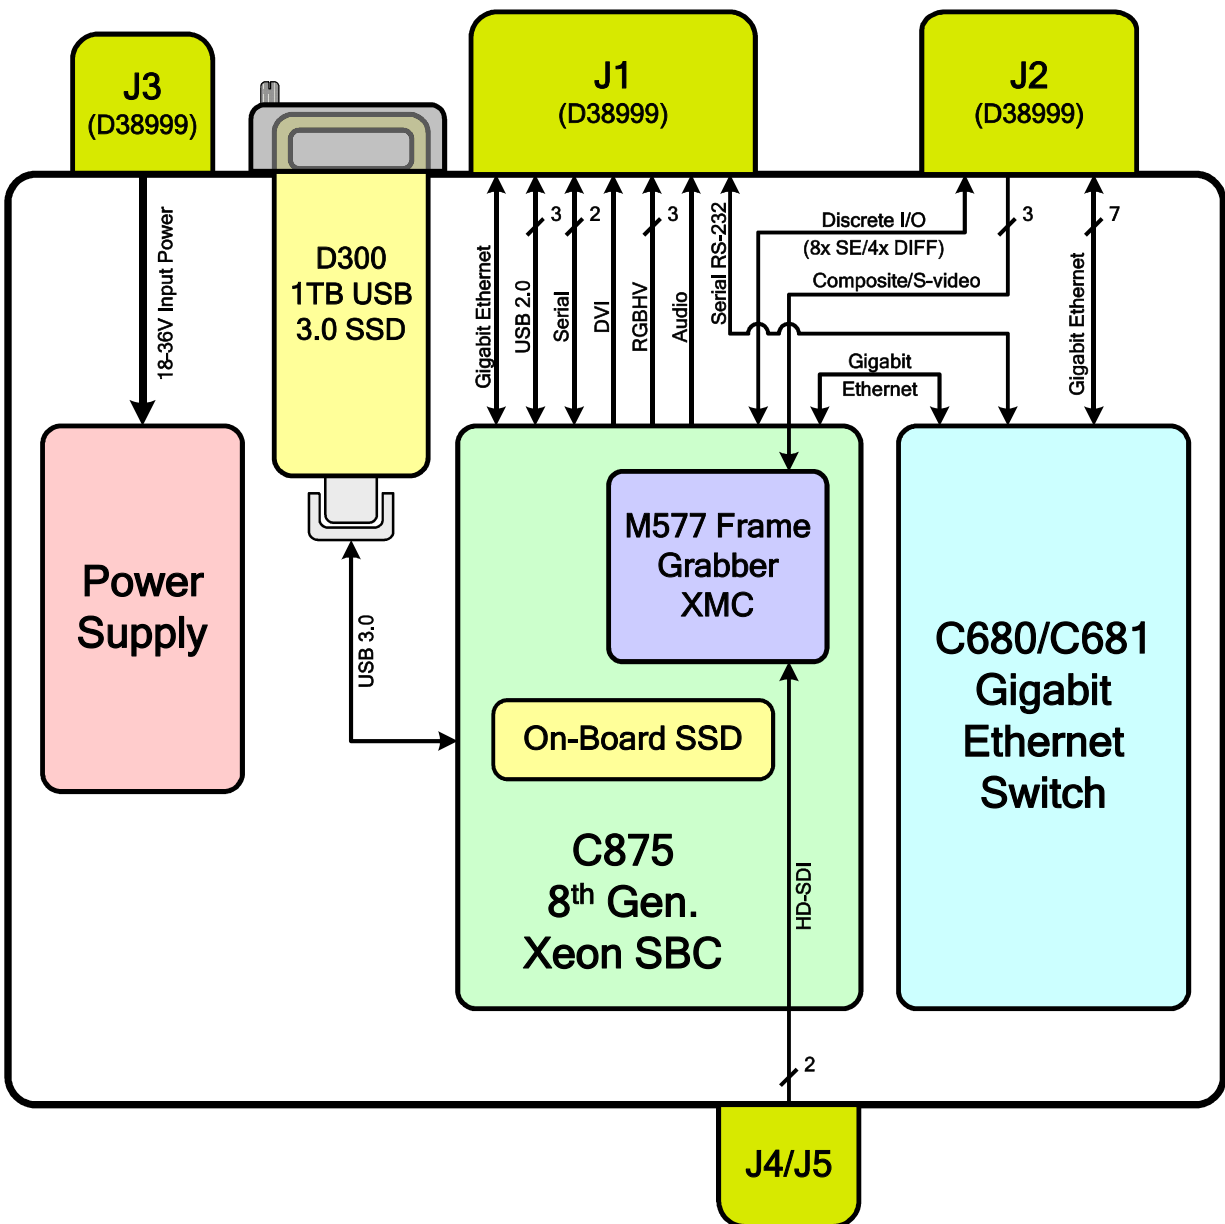 J3
(D38999)
J1
(D38999)
J2
(D38999)
18-36V Input Power
D300
1TB USB
3.0 SSD
Gigabit Ethernet
USB 2.0
3
Serial
2
DVI
RGBHV
3
Audio
Serial RS-232
Discrete I/O
(8x SE/4x DIFF)
Composite/S-video
3
Gigabit Ethernet
7
Gigabit
Ethernet
Power
Supply
USB 3.0
M577 Frame
Grabber
XMC
On-Board SSD
C875
8th Gen.
Xeon SBC
HD-SDI
2
C680/C681
Gigabit
Ethernet
Switch
J4/J5